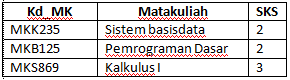 Kd_MK Matakuliah SKS
MKK235 Sistem basisdata 2
MKB125 Pemrograman Dasar 2
MKS869 Kalkulus I 3